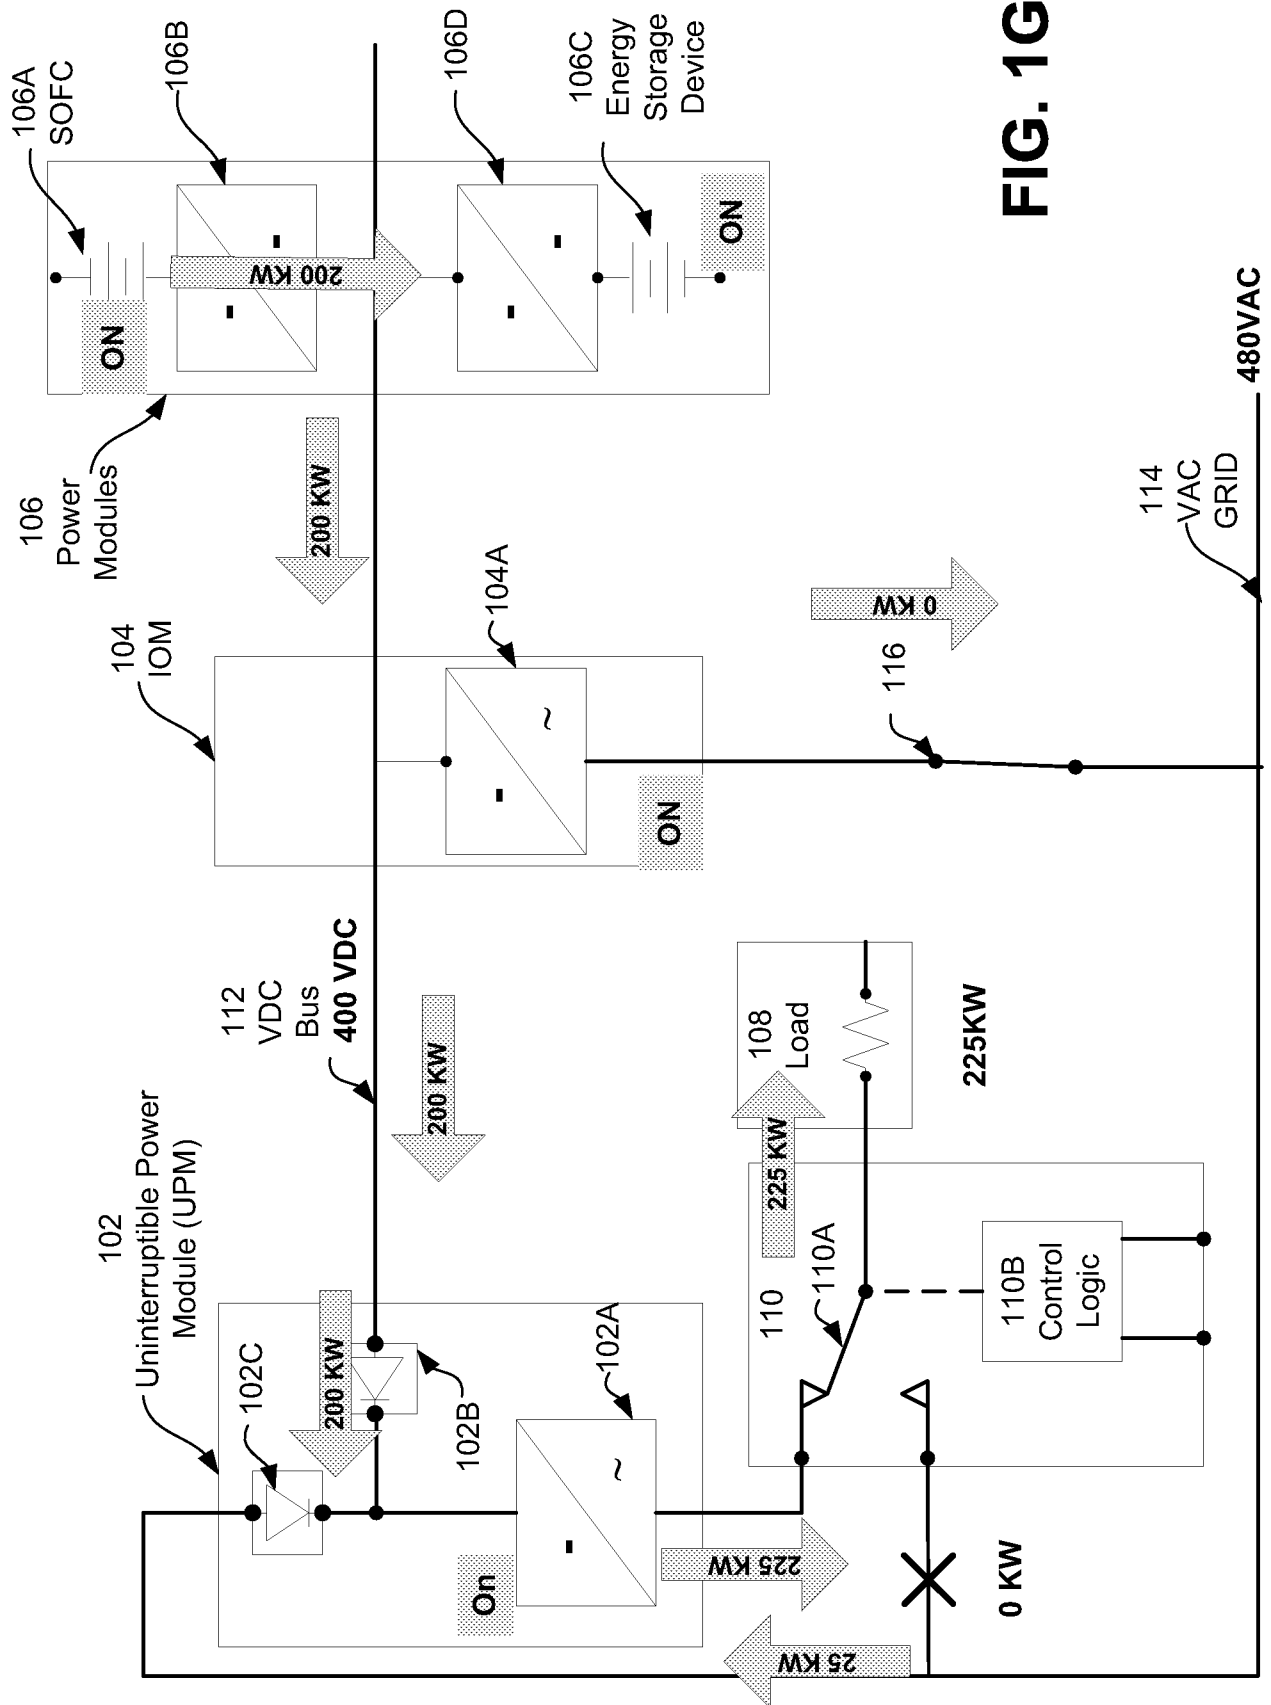 102
Uninterruptible Power
Module (UPM)
102C
200 KW
102B
On
102A
225 KW
25 KW
0 KW
112
VDC
Bus
400 VDC
200 KW
110
110A
225 KW
110B
Control
Logic
108
Load
225KW
104
IOM
104A
ON
116
0 KW
106
Power
Modules
200 KW
106A
SOFC
ON
106B
200 KW
106D
106C
Energy
Storage
Device
ON
114
VAC
GRID
480VAC
FIG. 1G